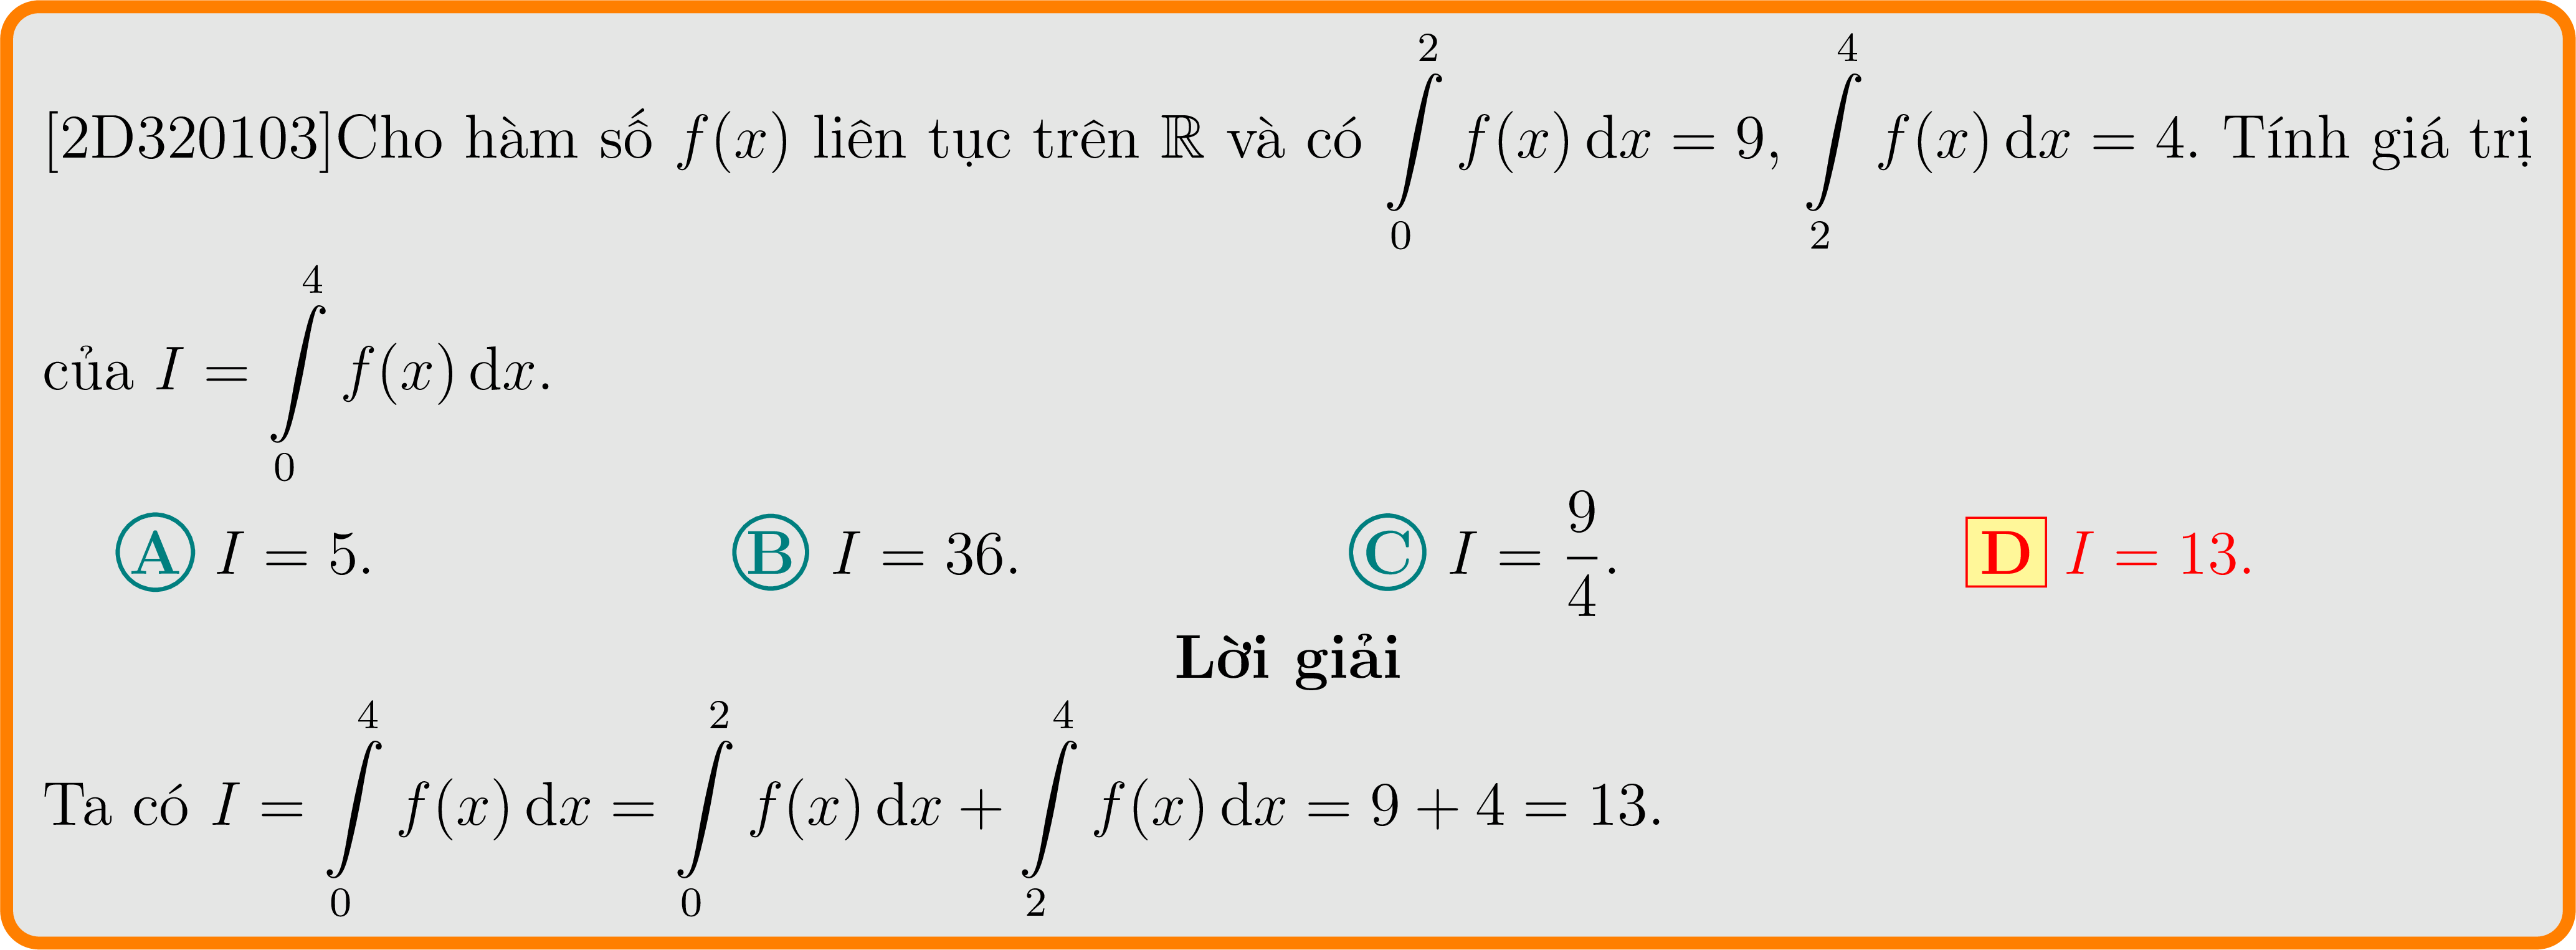 [2D320103]Cho hàm số $f(x)$ liên tục trên $\mathbb{R}$ và có $\int\limits_0^2 f(x)\,\mathrm{d}x = 9$, $\int\limits_2^4 f(x)\,\mathrm{d}x = 4$. Tính giá trị
của $I = \int\limits_0^4 f(x)\,\mathrm{d}x$.
A $I = 5$. B $I = 36$. C $I = \dfrac{9}{4}$. D $I = 13$.
Lời giải
Ta có $I = \int\limits_0^4 f(x)\,\mathrm{d}x = \int\limits_0^2 f(x)\,\mathrm{d}x + \int\limits_2^4 f(x)\,\mathrm{d}x = 9 + 4 = 13$.